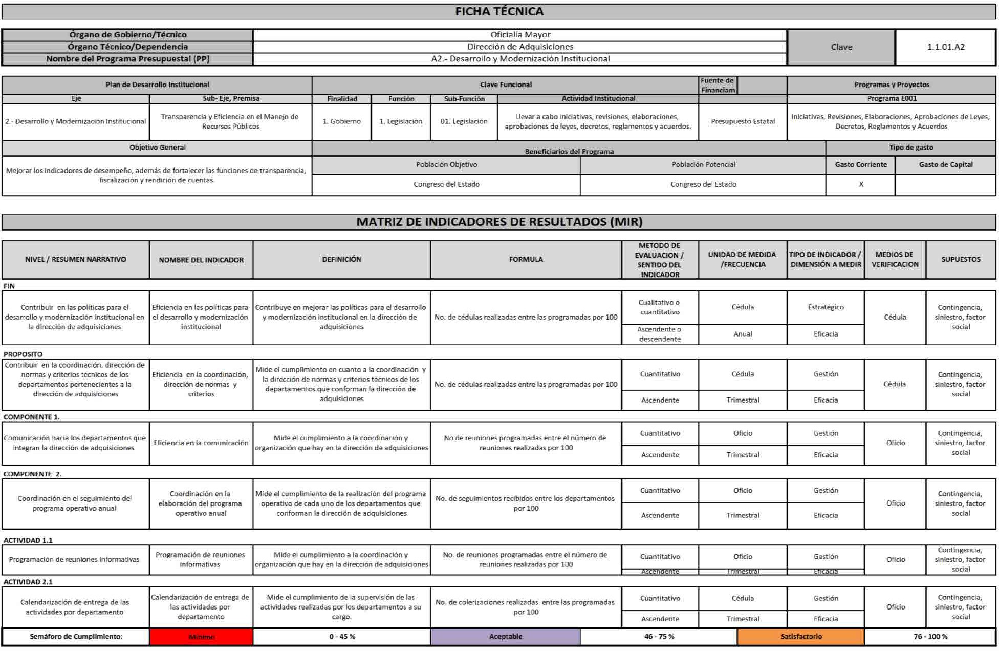 FICHA TÉCNICA
Órgano de Gobierno/Técnico
Oficialía Mayor
Clave
1.1.01.A2
Órgano Técnico/Dependencia
Dirección de Adquisiciones
Nombre del Programa Presupuestal (PP)
A2.- Desarrollo y Modernización Institucional
Plan de Desarrollo Institucional
Clave Funcional
Fuente de
Financiam
Programas y Proyectos
Eje
Sub- Eje, Premisa
Finalidad
Función
Sub-Función
Actividad Institucional
Programa E001
2.- Desarrollo y Modernización Institucional
Transparencia y Eficiencia en el Manejo de
Recursos Públicos
1. Gobierno
1. Legislación
01. Legislación
Llevar a cabo iniciativas, revisiones, elaboraciones,
aprobaciones de leyes, decretos, reglamentos y acuerdos.
Presupuesto Estatal
Iniciativas, Revisiones, Elaboraciones, Aprobaciones de Leyes,
Decretos, Reglamentos y Acuerdos
Objetivo General
Beneficiarios del Programa
Tipo de gasto
Mejorar los indicadores de desempeño, además de fortalecer las funciones de transparencia,
fiscalización y rendición de cuentas.
Población Objetivo
Población Potencial
Gasto Corriente
Gasto de Capital
Congreso del Estado
Congreso del Estado
X
MATRIZ DE INDICADORES DE RESULTADOS (MIR)
NIVEL / RESUMEN NARRATIVO
NOMBRE DEL INDICADOR
DEFINICIÓN
FORMULA
METODO DE
EVALUACION /
SENTIDO DEL
INDICADOR
UNIDAD DE MEDIDA
/FRECUENCIA
TIPO DE INDICADOR /
DIMENSIÓN A MEDIR
MEDIOS DE
VERIFICACION
SUPUESTOS
FIN
Contribuir en las políticas para el
desarrollo y modernización institucional en
la dirección de adquisiciones
Eficiencia en las políticas para
el desarrollo y modernización
institucional
Contribuye en mejorar las políticas para el desarrollo
y modernización institucional en la dirección de
adquisiciones
No. de cédulas realizadas entre las programadas por 100
Cualitativo o
cuantitativo
Cédula
Estratégico
Ascendente o
descendente
Anual
Eficacia
Cédula
Contingencia,
siniestro, factor
social
PROPOSITO
Contribuir en la coordinación, dirección de
normas y criterios técnicos de los
departamentos pertenecientes a la
dirección de adquisiciones
Eficiencia en la coordinación,
dirección de normas y
criterios
Mide el cumplimiento en cuanto a la coordinación y
la dirección de normas y criterios técnicos de los
departamentos que conforman la dirección de
adquisiciones
No. de cédulas realizadas entre las programadas por 100
Cuantitativo
Cédula
Gestión
Ascendente
Trimestral
Eficacia
Cédula
Contingencia,
siniestro, factor
social
COMPONENTE 1.
Comunicación hacia los departamentos que
integran la dirección de adquisiciones
Eficiencia en la comunicación
Mide el cumplimiento a la coordinación y
organización que hay en la dirección de adquisiciones
No de reuniones programadas entre el número de
reuniones realizadas por 100
Cuantitativo
Oficio
Gestión
Ascendente
Trimestral
Eficacia
Oficio
Contingencia,
siniestro, factor
social
COMPONENTE 2.
Coordinación en el seguimiento del
programa operativo anual
Coordinación en la
elaboración del programa
operativo anual
Mide el cumplimiento de la realización del programa
operativo de cada uno de los departamentos que
conforman la dirección de adquisiciones
No. de seguimientos recibidos entre los departamentos
por 100
Cuantitativo
Oficio
Gestión
Ascendente
Trimestral
Eficacia
Oficio
Contingencia,
siniestro, factor
social
ACTIVIDAD 1.1
Programación de reuniones informativas
Programación de reuniones
informativas
Mide el cumplimiento a la coordinación y
organización que hay en la dirección de adquisiciones
No. de reuniones programadas entre el número de
reuniones realizadas por 100
Cuantitativo
Oficio
Gestión
Ascendente
Trimestral
Eficacia
Oficio
Contingencia,
siniestro, factor
social
ACTIVIDAD 2.1
Calendarización de entrega de las
actividades por departamento
Calendarización de entrega de
las actividades por
departamento
Mide el cumplimiento de la supervisión de las
actividades realizadas por los departamentos a su
cargo.
No. de colerizaciones realizadas entre las programadas
por 100
Cuantitativo
Cédula
Gestión
Ascendente
Trimestral
Eficacia
Oficio
Contingencia,
siniestro, factor
social
Semáforo de Cumplimiento:
Mínimo
0 - 45 %
Aceptable
46 - 75 %
Satisfactorio
76 - 100 %